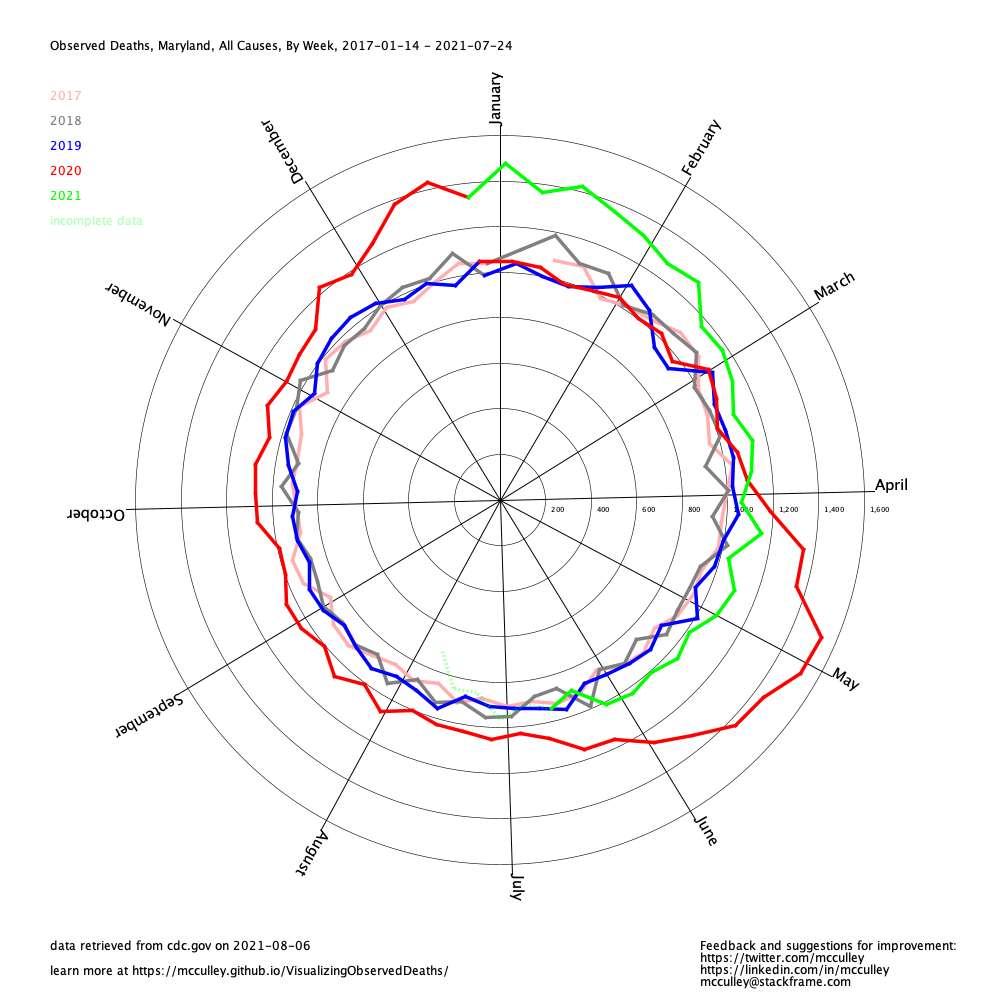 Observed Deaths, Maryland, All Causes, By Week, 2017-01-14 - 2021-07-24
2017
2018
2019
2020
2021
incomplete data
January
February
March
April
May
June
July
August
September
October
November
December
200
400
600
800
1,000
1,200
1,400
1,600
data retrieved from cdc.gov on 2021-08-06
learn more at https://mcculley.github.io/VisualizingObservedDeaths/
Feedback and suggestions for improvement:
https://twitter.com/mcculley
https://linkedin.com/in/mcculley
mcculley@stackframe.com